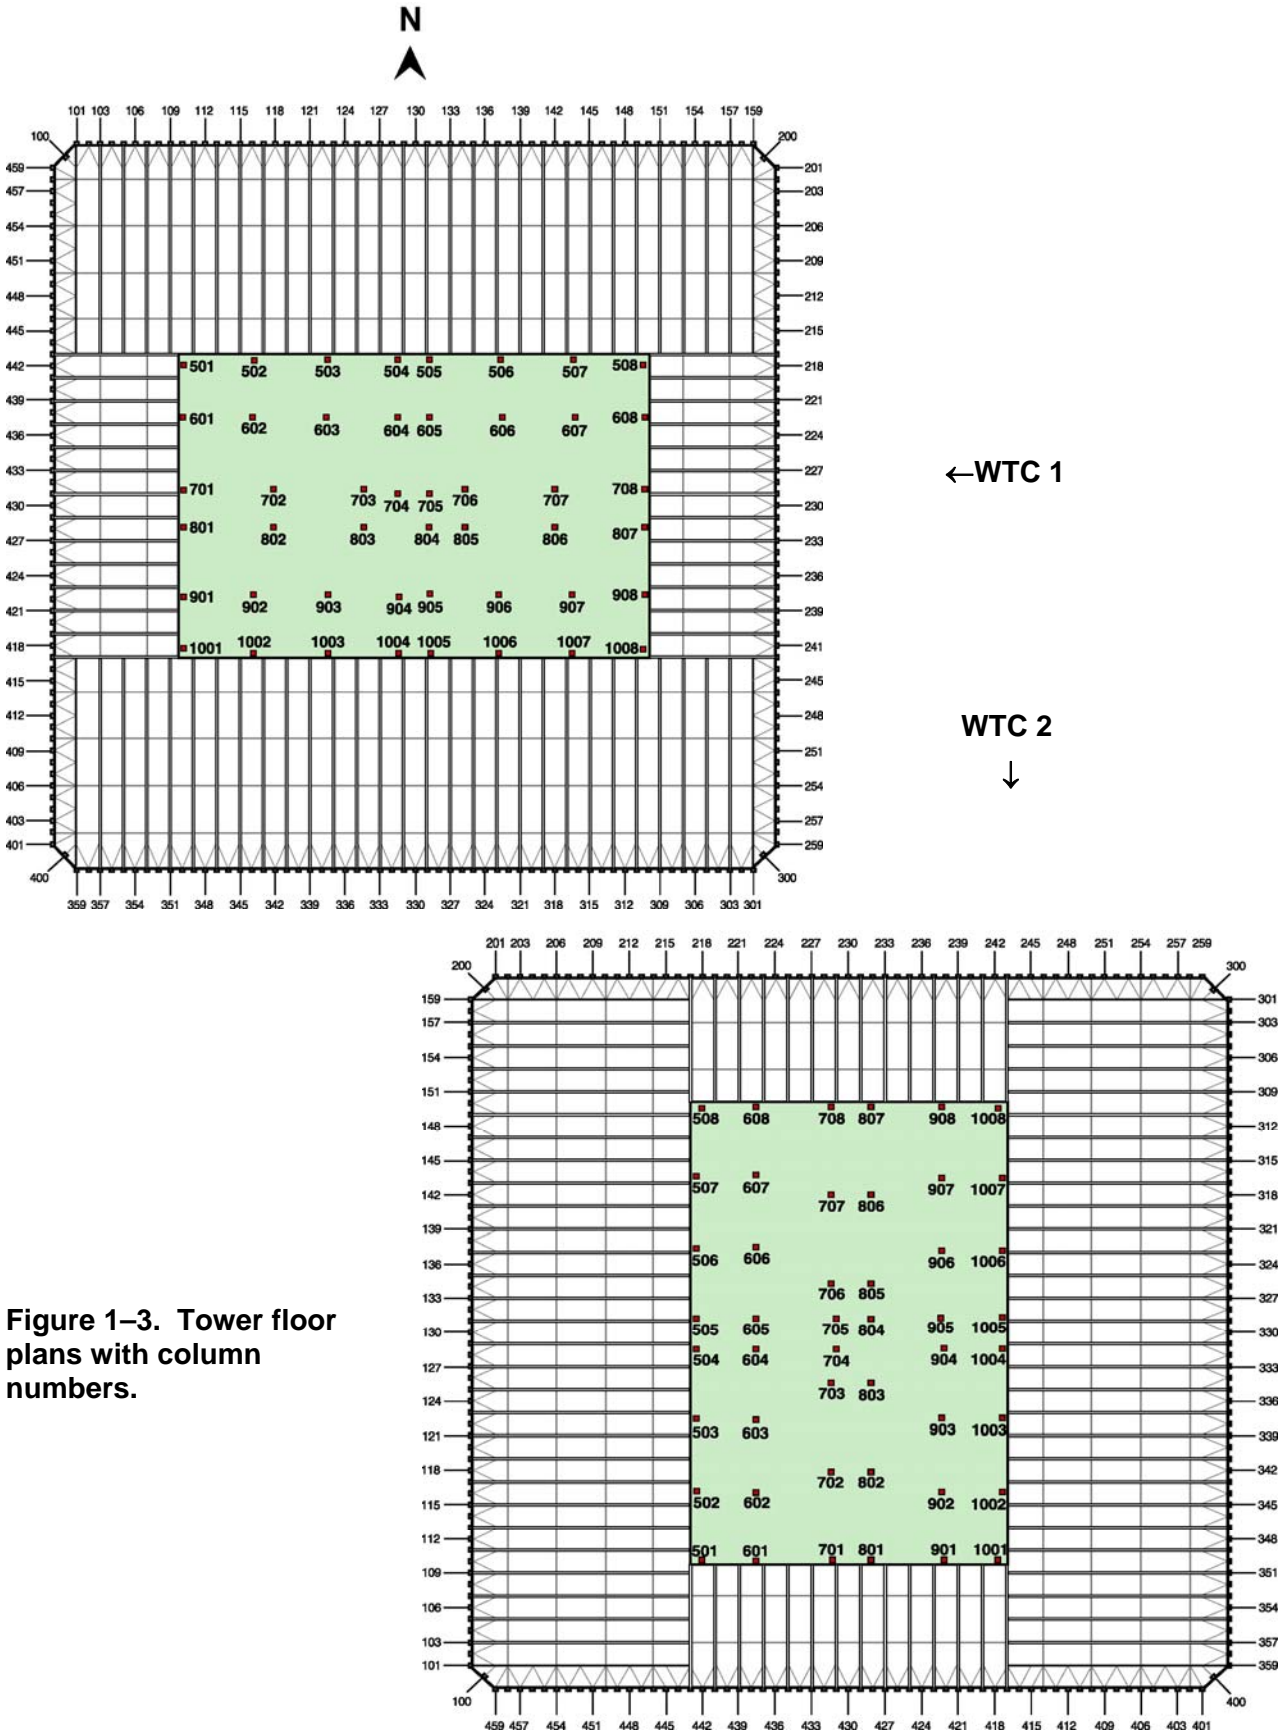 N
101 103 106 109 112 115 118 121 124 127 130 133 136 139 142 145 148 151 154 157 159
100 200
459 201
457 203
454 206
451 209
448 212
445 215
442 501 502 503 504 505 506 507 508 218
439 221
601 602 603 604 605 606 607 608
436 224
433 227
←WTC 1
701 702 703 704 705 706 707 708
430 230
801 802 803 804 805 806 807
427 233
424 236
901 902 903 904 905 906 907 908
421 239
418 1001 1002 1003 1004 1005 1006 1007 1008 241
415 245
412 248
WTC 2
↓
409 251
406 254
403 257
401 259
400 300
359 357 354 351 348 345 342 339 336 333 330 327 324 321 318 315 312 309 306 303 301
201 203 206 209 212 215 218 221 224 227 230 233 236 239 242 245 248 251 254 257 259
200 300
159 301
157 303
154 306
151 309
508 608 708 807 908 1008
148 312
145 315
507 607 707 806 907 1007
142 318
139 321
506 606 906 1006
136 324
706 805
133 327
505 605 705 804 905 1005
130 330
504 604 704 904 1004
127 333
703 803
124 336
503 603 903 1003
121 339
118 342
702 802
502 602 902 1002
115 345
112 348
501 601 701 801 901 1001
109 351
106 354
103 357
101 359
100 400
459 457 454 451 448 445 442 439 436 433 430 427 424 421 418 415 412 409 406 403 401
Figure 1–3. Tower floor
plans with column
numbers.